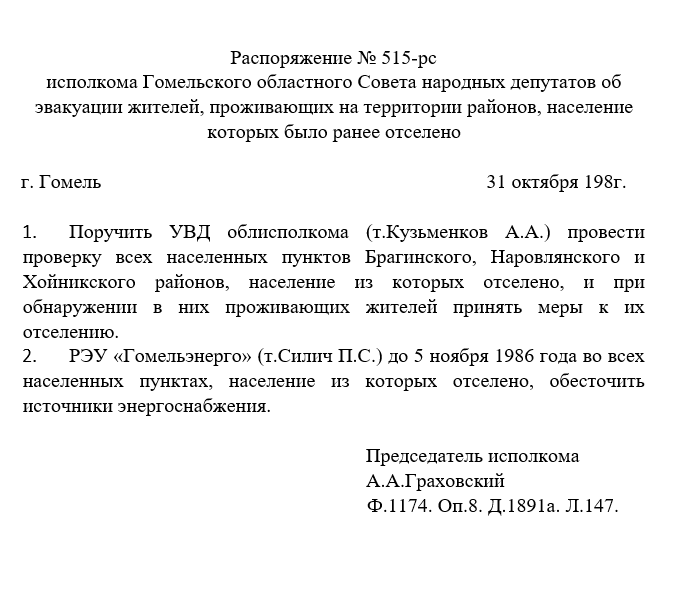 Распоряжение № 515-рс
исполкома Гомельского областного Совета народных депутатов об
эвакуации жителей, проживающих на территории районов, население
которых было ранее отселено
г. Гомель 31 октября 198г.
1. Поручить УВД облисполкома (т.Кузьменков А.А.) провести
проверку всех населенных пунктов Брагинского, Наровлянского и
Хойникского районов, население из которых отселено, и при
обнаружении в них проживающих жителей принять меры к их
отселению.
2. РЭУ «Гомельэнерго» (т.Силич П.С.) до 5 ноября 1986 года во всех
населенных пунктах, население из которых отселено, обесточить
источники энергоснабжения.
Председатель исполкома
А.А.Граховский
Ф.1174. Оп.8. Д.1891а. Л.147.